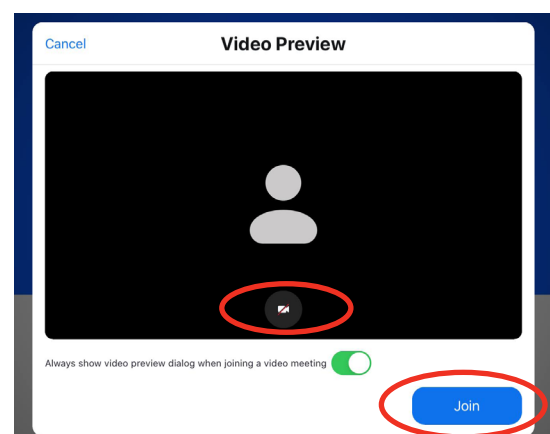 Cancel
Video Preview
Always show video preview dialog when joining a video meeting
Join